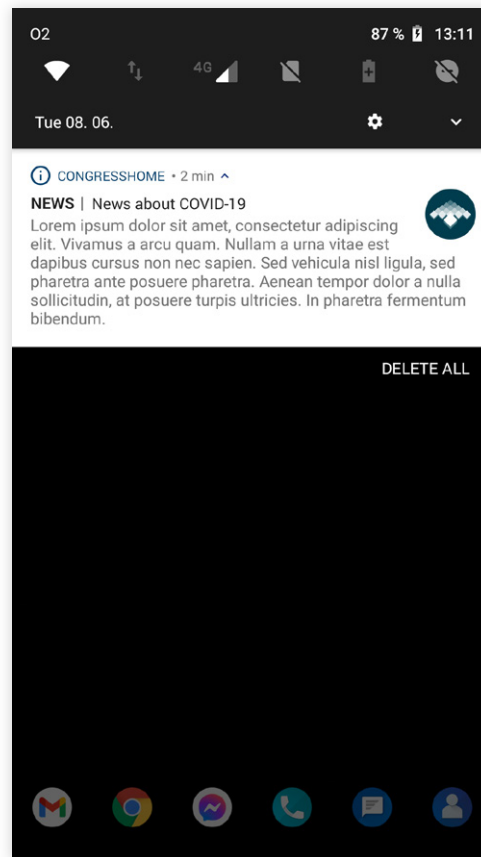 O2 87 % 13:11
4G
Tue 08. 06.
CONGRESSHOME • 2 min
NEWS | News about COVID-19
Lorem ipsum dolor sit amet, consectetur adipiscing
elit. Vivamus a arcu quam. Nullam a urna vitae est
dapibus cursus non nec sapien. Sed vehicula nisl ligula, sed
pharetra ante posuere pharetra. Aenean tempor dolor a nulla
sollicitudin, at posuere turpis ultricies. In pharetra fermentum
bibendum.
DELETE ALL